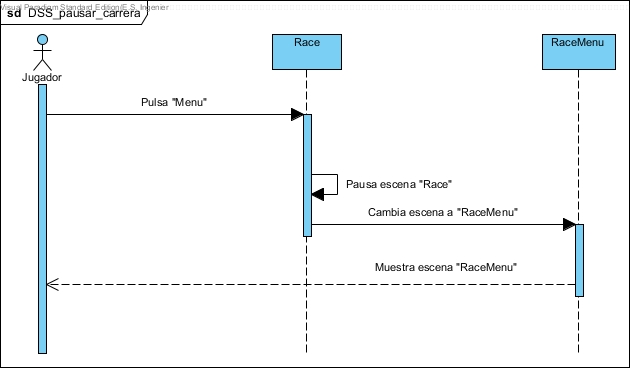 Visual Paradigm Standard Edition(E.S. Ingenier
sd DSS_pausar_carrera
Jugador
Race
RaceMenu
Pulsa "Menu"
Pausa escena "Race"
Cambia escena a "RaceMenu"
Muestra escena "RaceMenu"